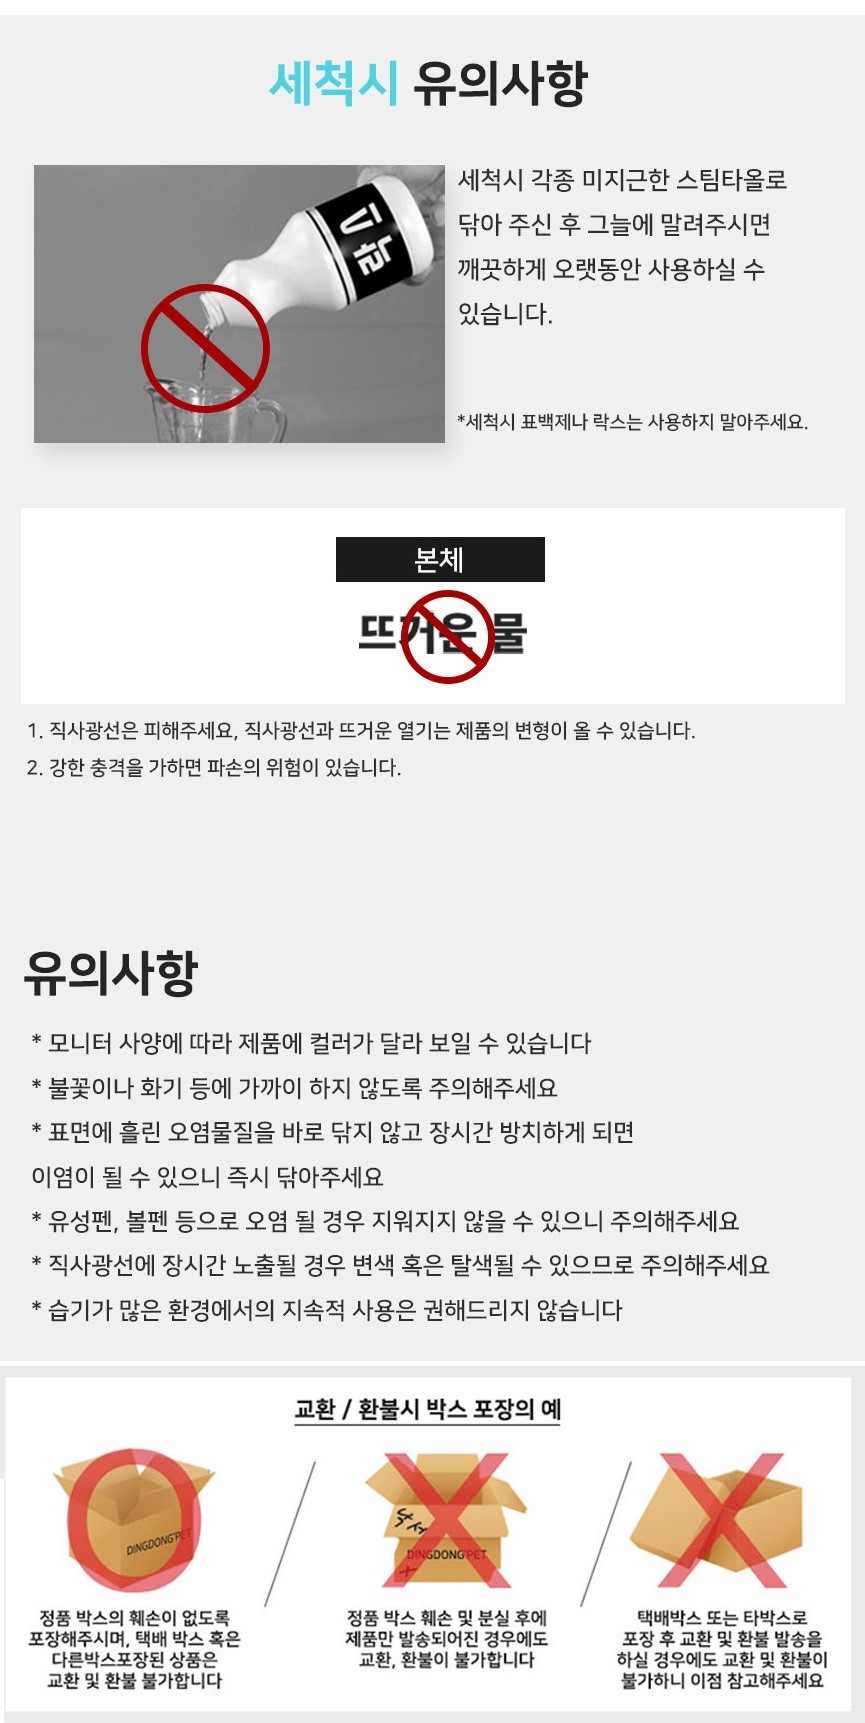 세척시 유의사항
세척시 각종 미지근한 스팀타올로
닦아 주신 후 그늘에 말려주시면
깨끗하게 오랫동안 사용하실 수
있습니다.
*세척시 표백제나 락스는 사용하지 말아주세요.
본체
뜨거운 물
1. 직사광선은 피해주세요, 직사광선과 뜨거운 열기는 제품의 변형이 올 수 있습니다.
2. 강한 충격을 가하면 파손의 위험이 있습니다.
유의사항
* 모니터 사양에 따라 제품에 컬러가 달라 보일 수 있습니다
* 불꽃이나 화기 등에 가까이 하지 않도록 주의해주세요
* 표면에 흘린 오염물질을 바로 닦지 않고 장시간 방치하게 되면
이염이 될 수 있으니 즉시 닦아주세요
* 유성펜, 볼펜 등으로 오염 될 경우 지워지지 않을 수 있으니 주의해주세요
* 직사광선에 장시간 노출될 경우 변색 혹은 탈색될 수 있으므로 주의해주세요
* 습기가 많은 환경에서의 지속적 사용은 권해드리지 않습니다
교환 / 환불시 박스 포장의 예
DINGDONG'PET
정품 박스의 훼손이 없도록
포장해주시며, 택배 박스 혹은
다른박스포장된 상품은
교환 및 환불 불가합니다
낙서
DINGDONG'PET
정품 박스 훼손 및 분실 후에
제품만 발송되어진 경우에도
교환, 환불이 불가합니다
택배박스 또는 타박스로
포장 후 교환 및 환불 발송을
하실 경우에도 교환 및 환불이
불가하니 이점 참고해주세요